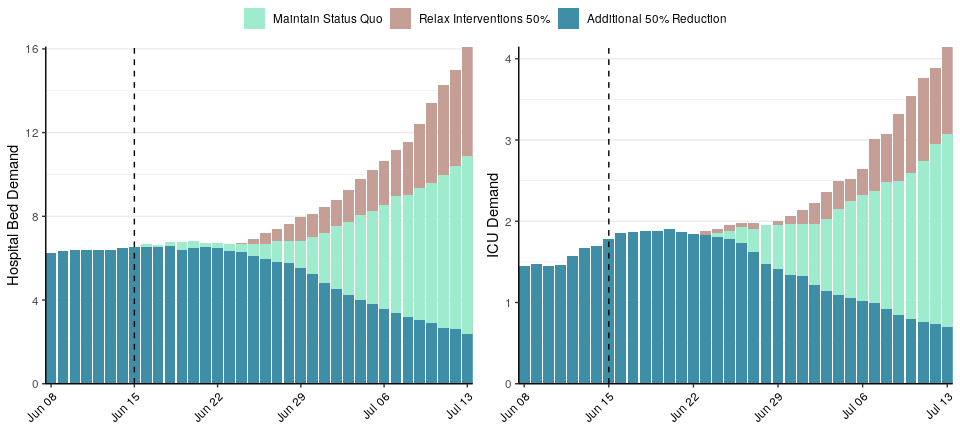 Maintain Status Quo Relax Interventions 50% Additional 50% Reduction
Hospital Bed Demand
16
12
8
4
0
Jun 08 Jun 15 Jun 22 Jun 29 Jul 06 Jul 13
ICU Demand
4
3
2
1
0
Jun 08 Jun 15 Jun 22 Jun 29 Jul 06 Jul 13